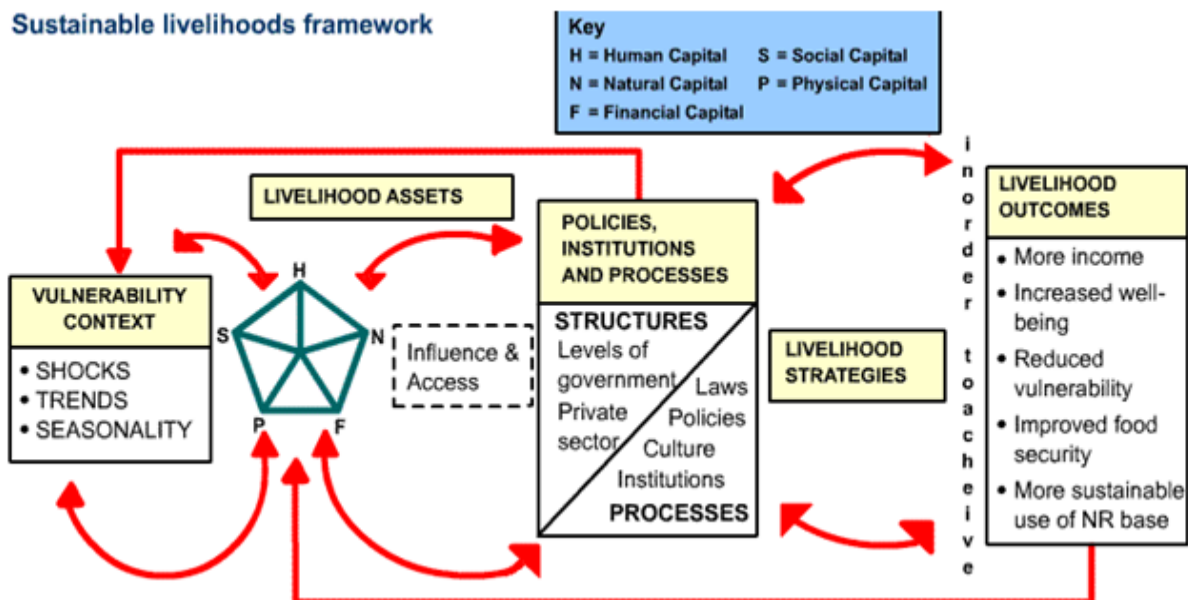 Sustainable livelihoods framework
Key
H = Human Capital S = Social Capital
N = Natural Capital P = Physical Capital
F = Financial Capital
LIVELIHOOD ASSETS
VULNERABILITY
CONTEXT
• SHOCKS
• TRENDS
• SEASONALITY
H
S
N
P
F
Influence &
Access
POLICIES,
INSTITUTIONS
AND PROCESSES
STRUCTURES
Levels of
government
Private
sector
Laws
Policies
Culture
Institutions
PROCESSES
LIVELIHOOD
STRATEGIES
inorder toacheive
LIVELIHOOD
OUTCOMES
• More income
• Increased well-
being
• Reduced
vulnerability
• Improved food
security
• More sustainable
use of NR base